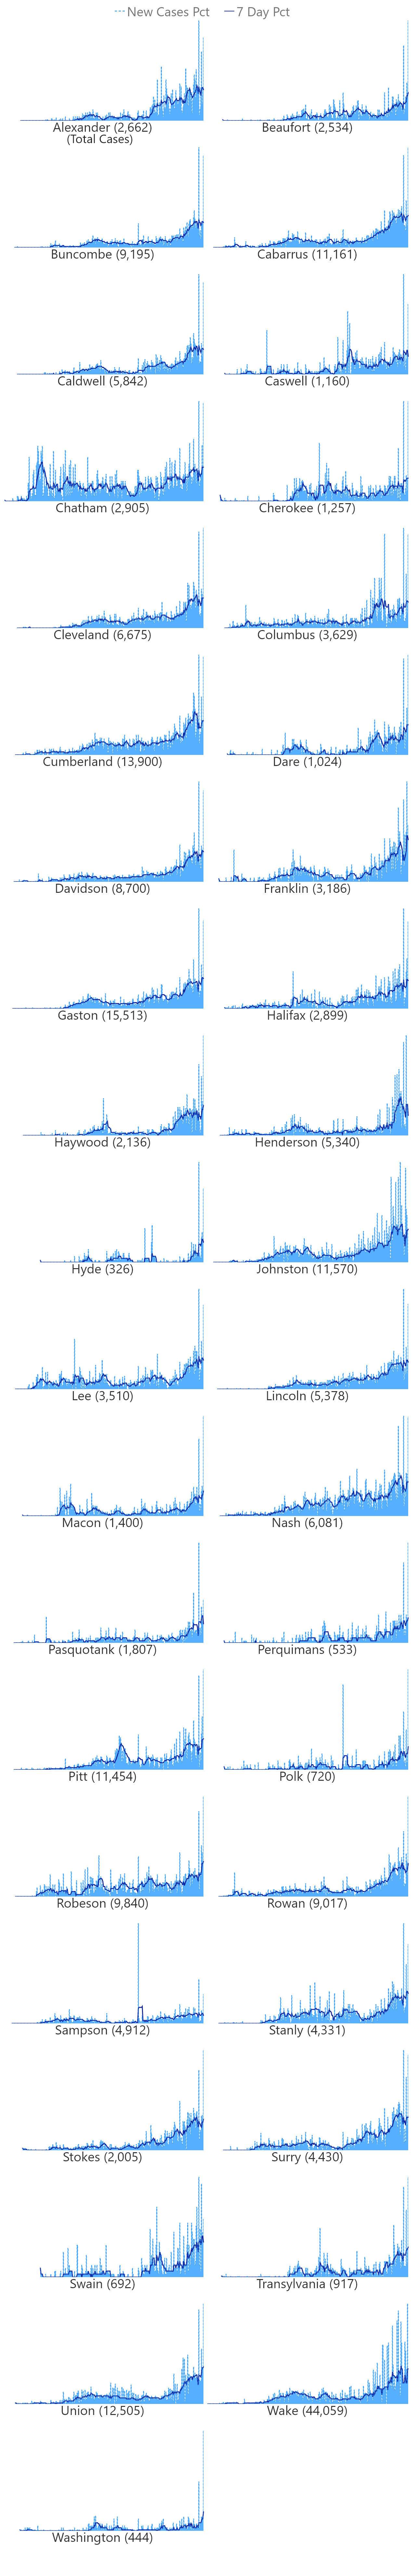 New Cases Pct 7 Day Pct
Alexander (2,662) Beaufort (2,534)
(Total Cases)
Buncombe (9,195) Cabarrus (11,161)
Caldwell (5,842) Caswell (1,160)
Chatham (2,905) Cherokee (1,257)
Cleveland (6,675) Columbus (3,629)
Cumberland (13,900) Dare (1,024)
Davidson (8,700) Franklin (3,186)
Gaston (15,513) Halifax (2,899)
Haywood (2,136) Henderson (5,340)
Hyde (326) Johnston (11,570)
Lee (3,510) Lincoln (5,378)
Macon (1,400) Nash (6,081)
Pasquotank (1,807) Perquimans (533)
Pitt (11,454) Polk (720)
Robeson (9,840) Rowan (9,017)
Sampson (4,912) Stanly (4,331)
Stokes (2,005) Surry (4,430)
Swain (692) Transylvania (917)
Union (12,505) Wake (44,059)
Washington (444)